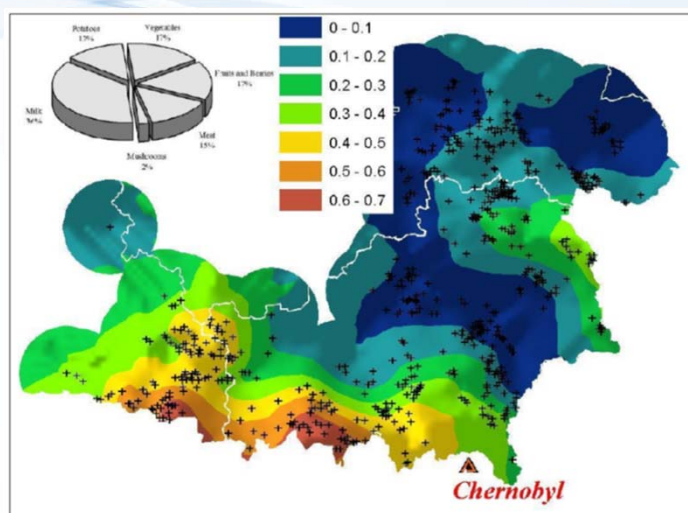 Potatoes
17%
Vegetables
17%
Fruits and Berries
17%
Meat
15%
Mushrooms
2%
Milk
36%
0 - 0.1
0.1 - 0.2
0.2 - 0.3
0.3 - 0.4
0.4 - 0.5
0.5 - 0.6
0.6 - 0.7
Chernobyl